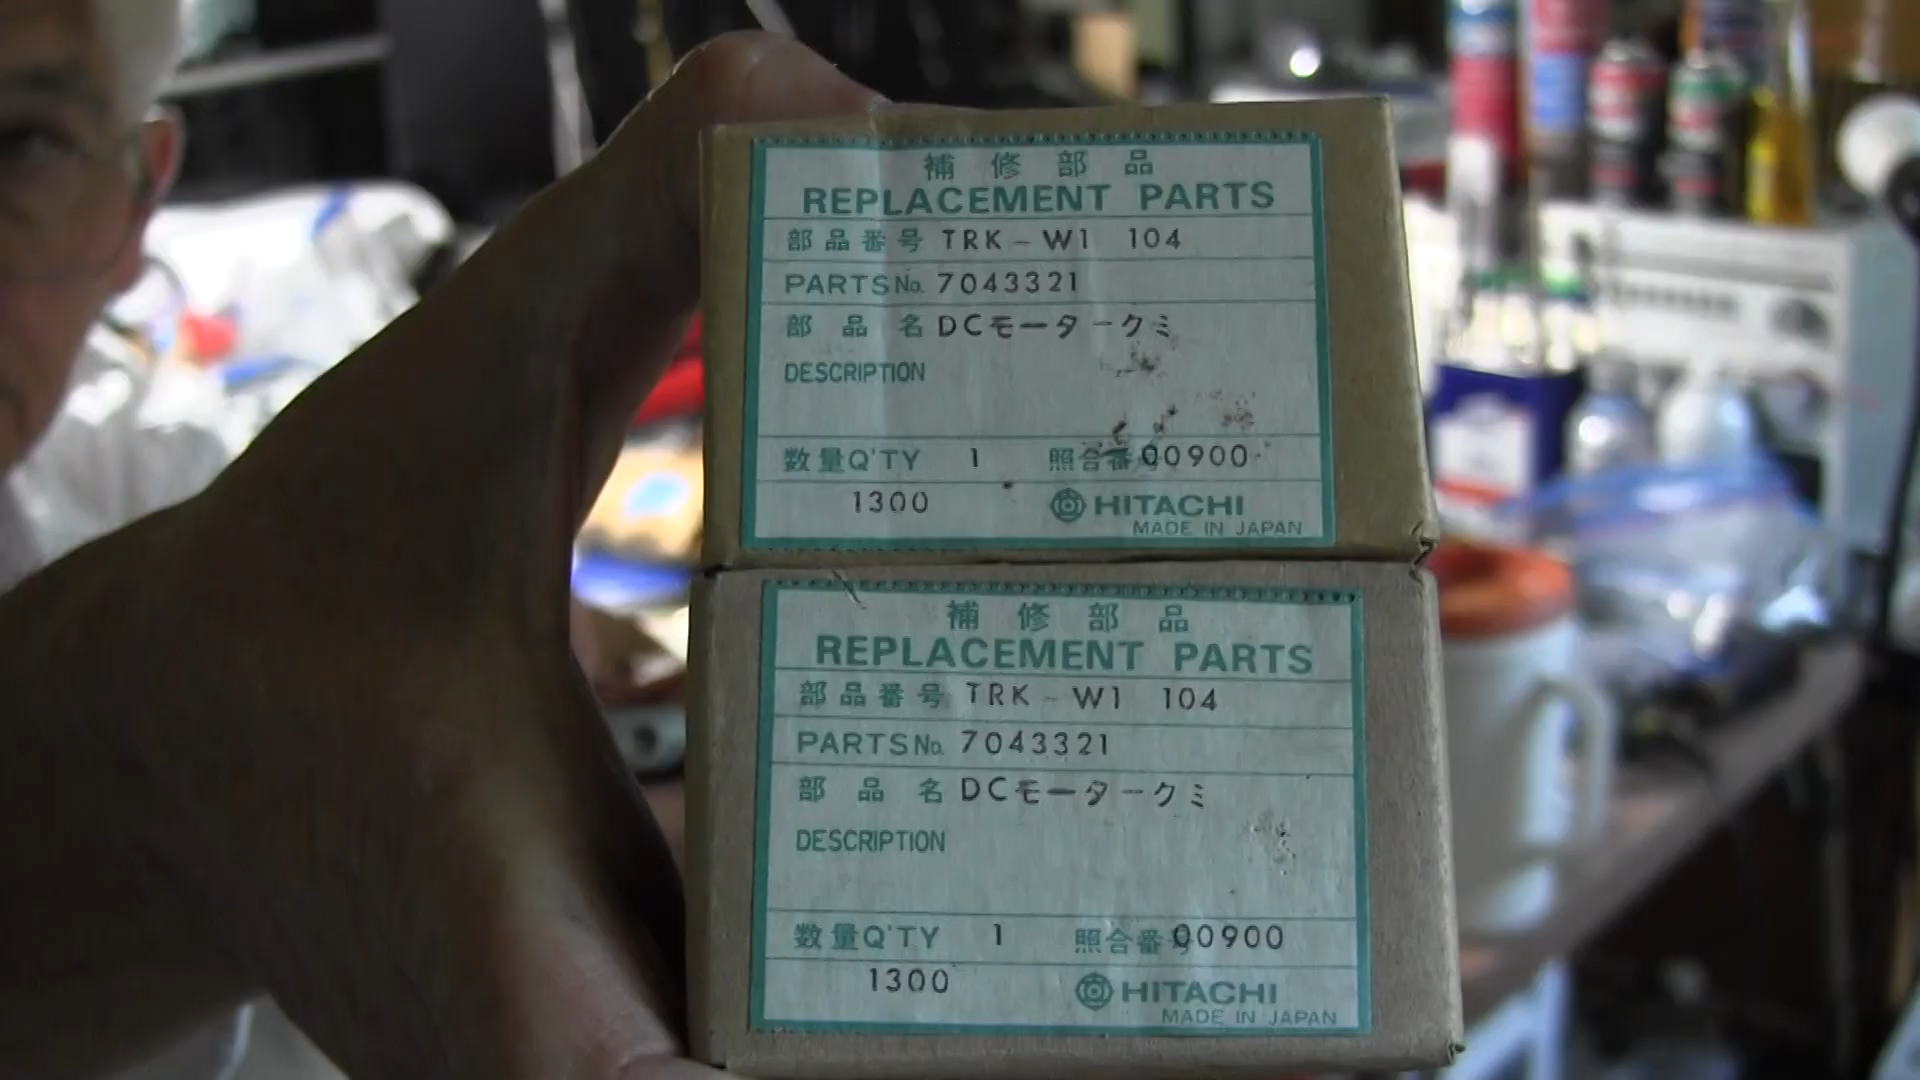 補修部品
REPLACEMENT PARTS
部品番号 TRK-W1 104
PARTS No. 7043321
部品名 DCモータークミ
DESCRIPTION
数量 Q'TY 1 照合番号 00900
1300 HITACHI
MADE IN JAPAN
補修部品
REPLACEMENT PARTS
部品番号 TRK-W1 104
PARTS No. 7043321
部品名 DCモータークミ
DESCRIPTION
数量 Q'TY 1 照合番号 00900
1300 HITACHI
MADE IN JAPAN